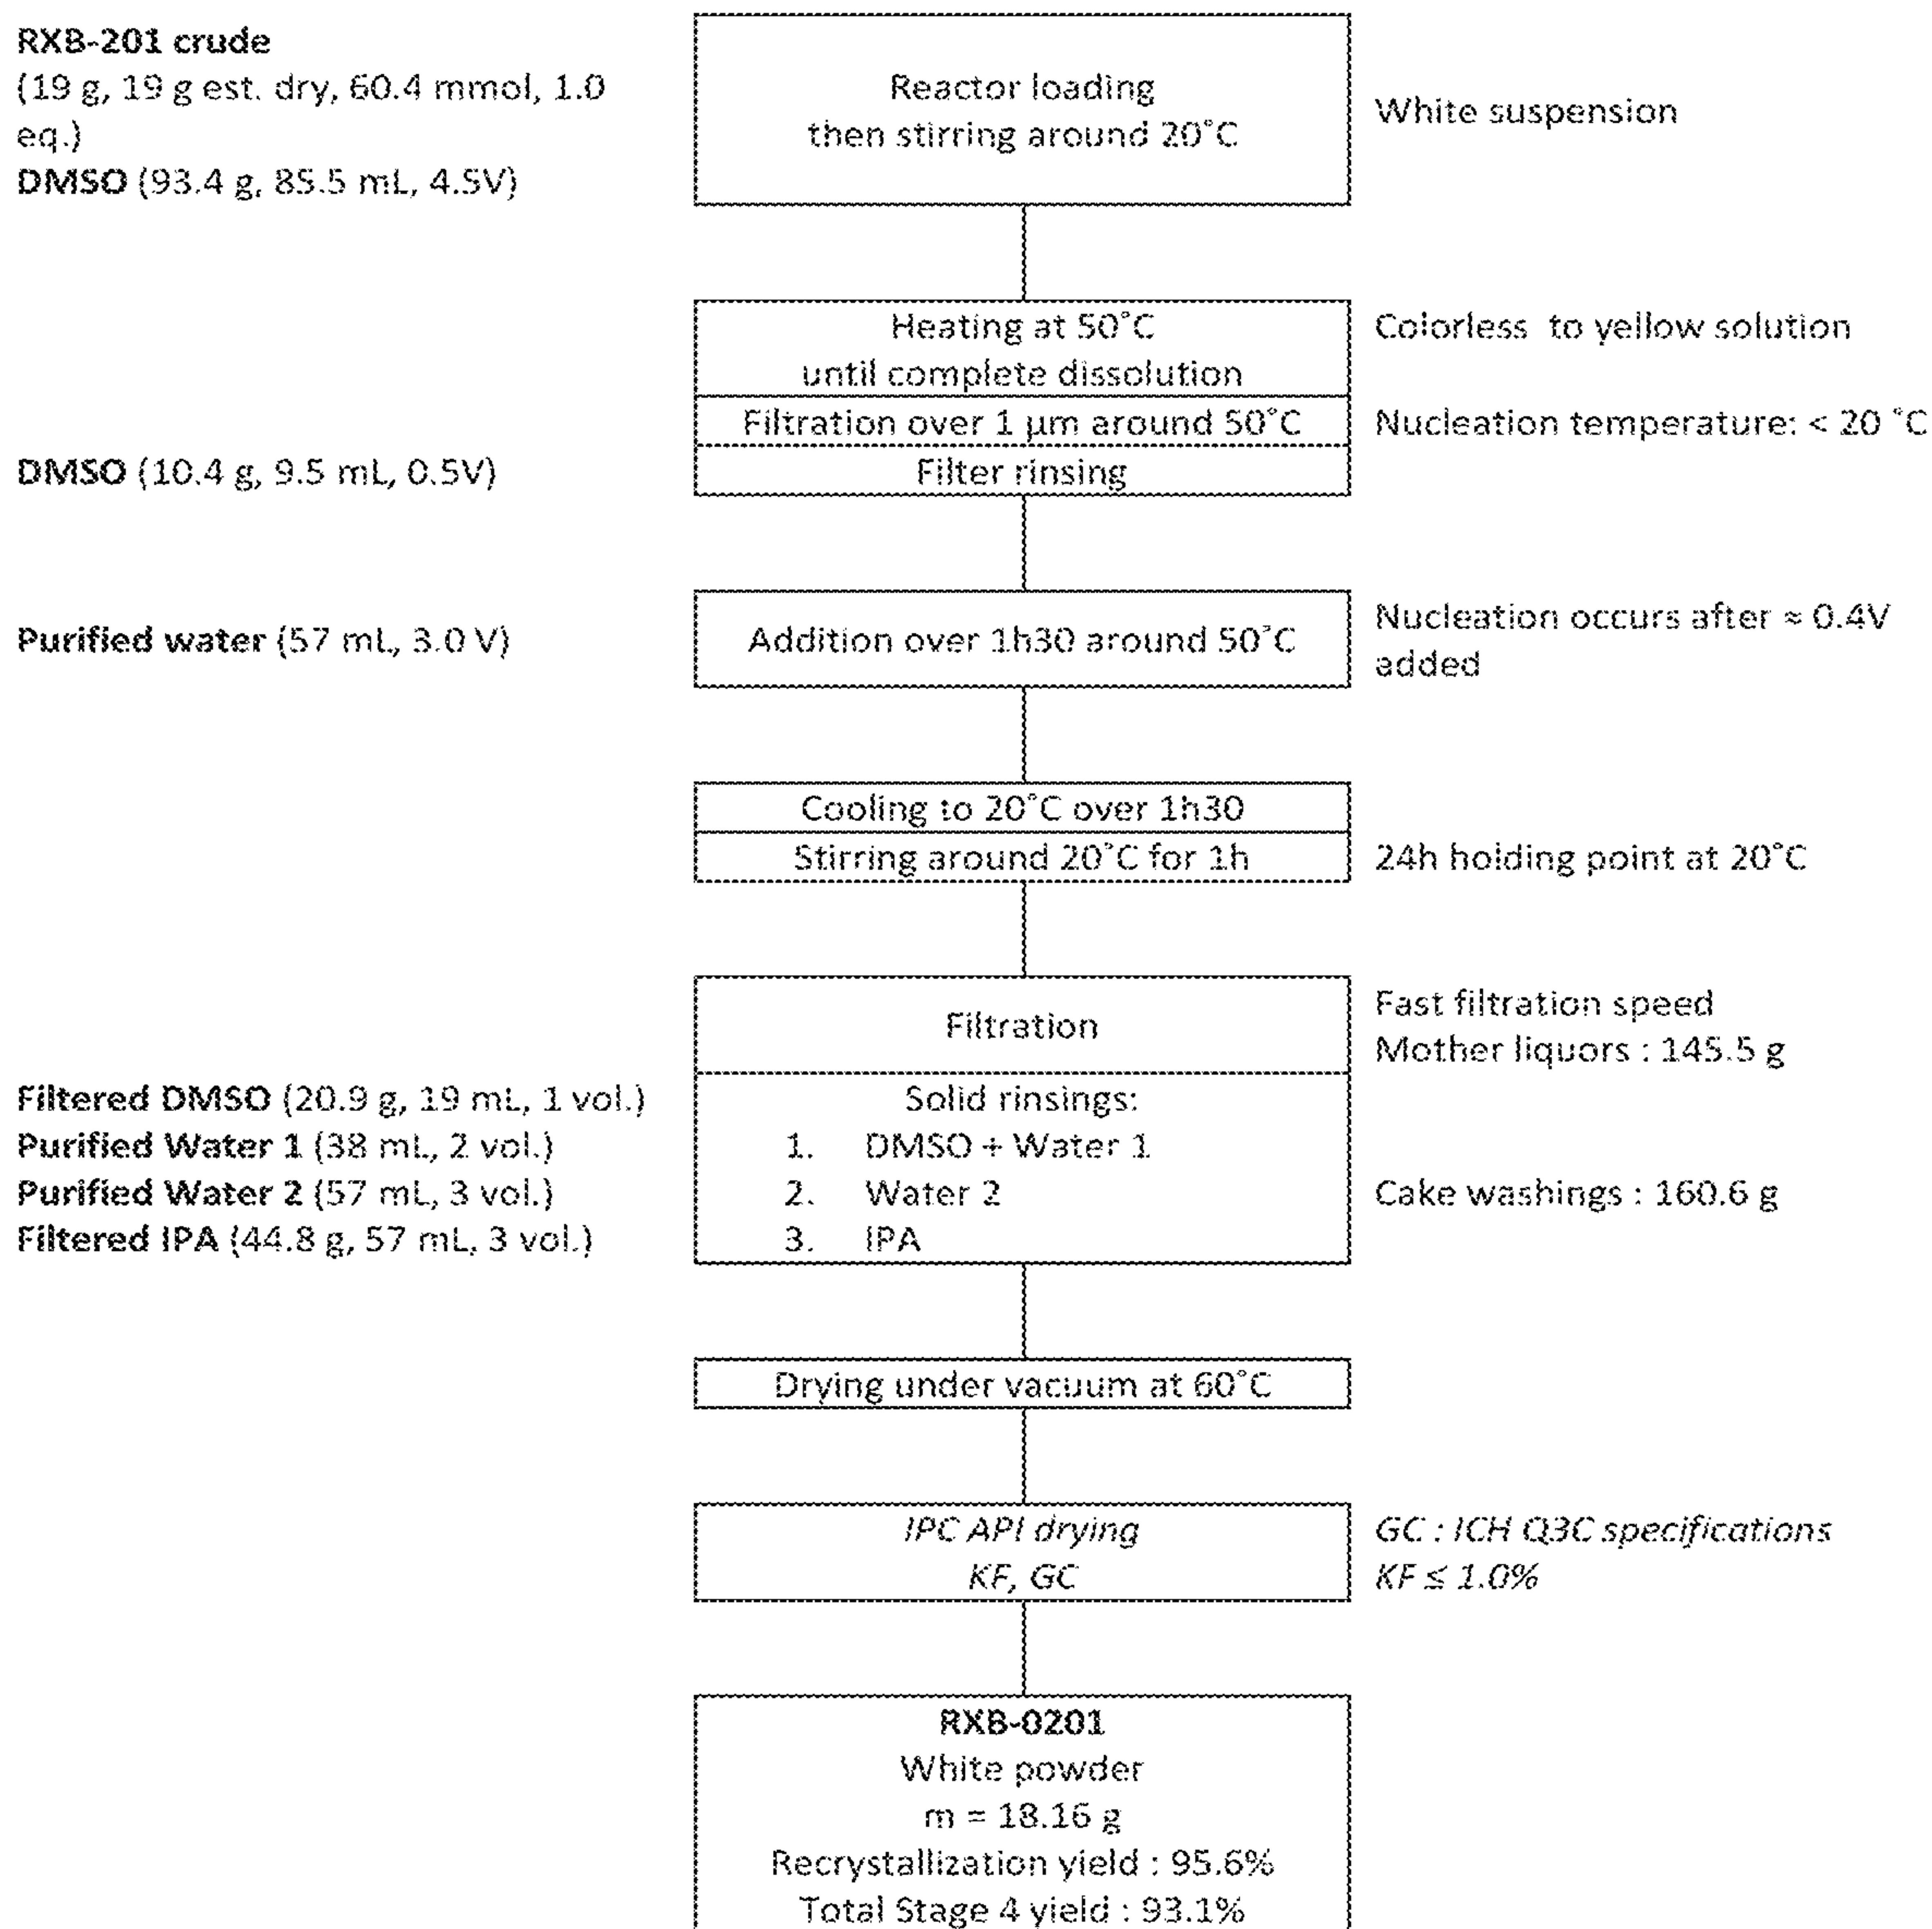 RXB-201 crude
(19 g, 19 g est. dry, 60.4 mmol, 1.0
eq.)
DMSO (93.4 g, 85.5 mL, 4.5V)
Reactor loading
then stirring around 20˚C
White suspension
Heating at 50˚C
until complete dissolution
Colorless to yellow solution
Filtration over 1 µm around 50˚C
Nucleation temperature: < 20 ˚C
DMSO (10.4 g, 9.5 mL, 0.5V)
Filter rinsing
Purified water (57 mL, 3.0 V)
Addition over 1h30 around 50˚C
Nucleation occurs after ≈ 0.4V
added
Cooling to 20˚C over 1h30
Stirring around 20˚C for 1h
24h holding point at 20˚C
Filtration
Fast filtration speed
Mother liquors : 145.5 g
Filtered DMSO (20.9 g, 19 mL, 1 vol.)
Purified Water 1 (38 mL, 2 vol.)
Purified Water 2 (57 mL, 3 vol.)
Filtered IPA (44.8 g, 57 mL, 3 vol.)
Solid rinsings:
1. DMSO + Water 1
2. Water 2
3. IPA
Cake washings : 160.6 g
Drying under vacuum at 60˚C
IPC API drying
KF, GC
GC : ICH Q3C specifications
KF ≤ 1.0%
RXB-0201
White powder
m = 18.16 g
Recrystallization yield : 95.6%
Total Stage 4 yield : 93.1%